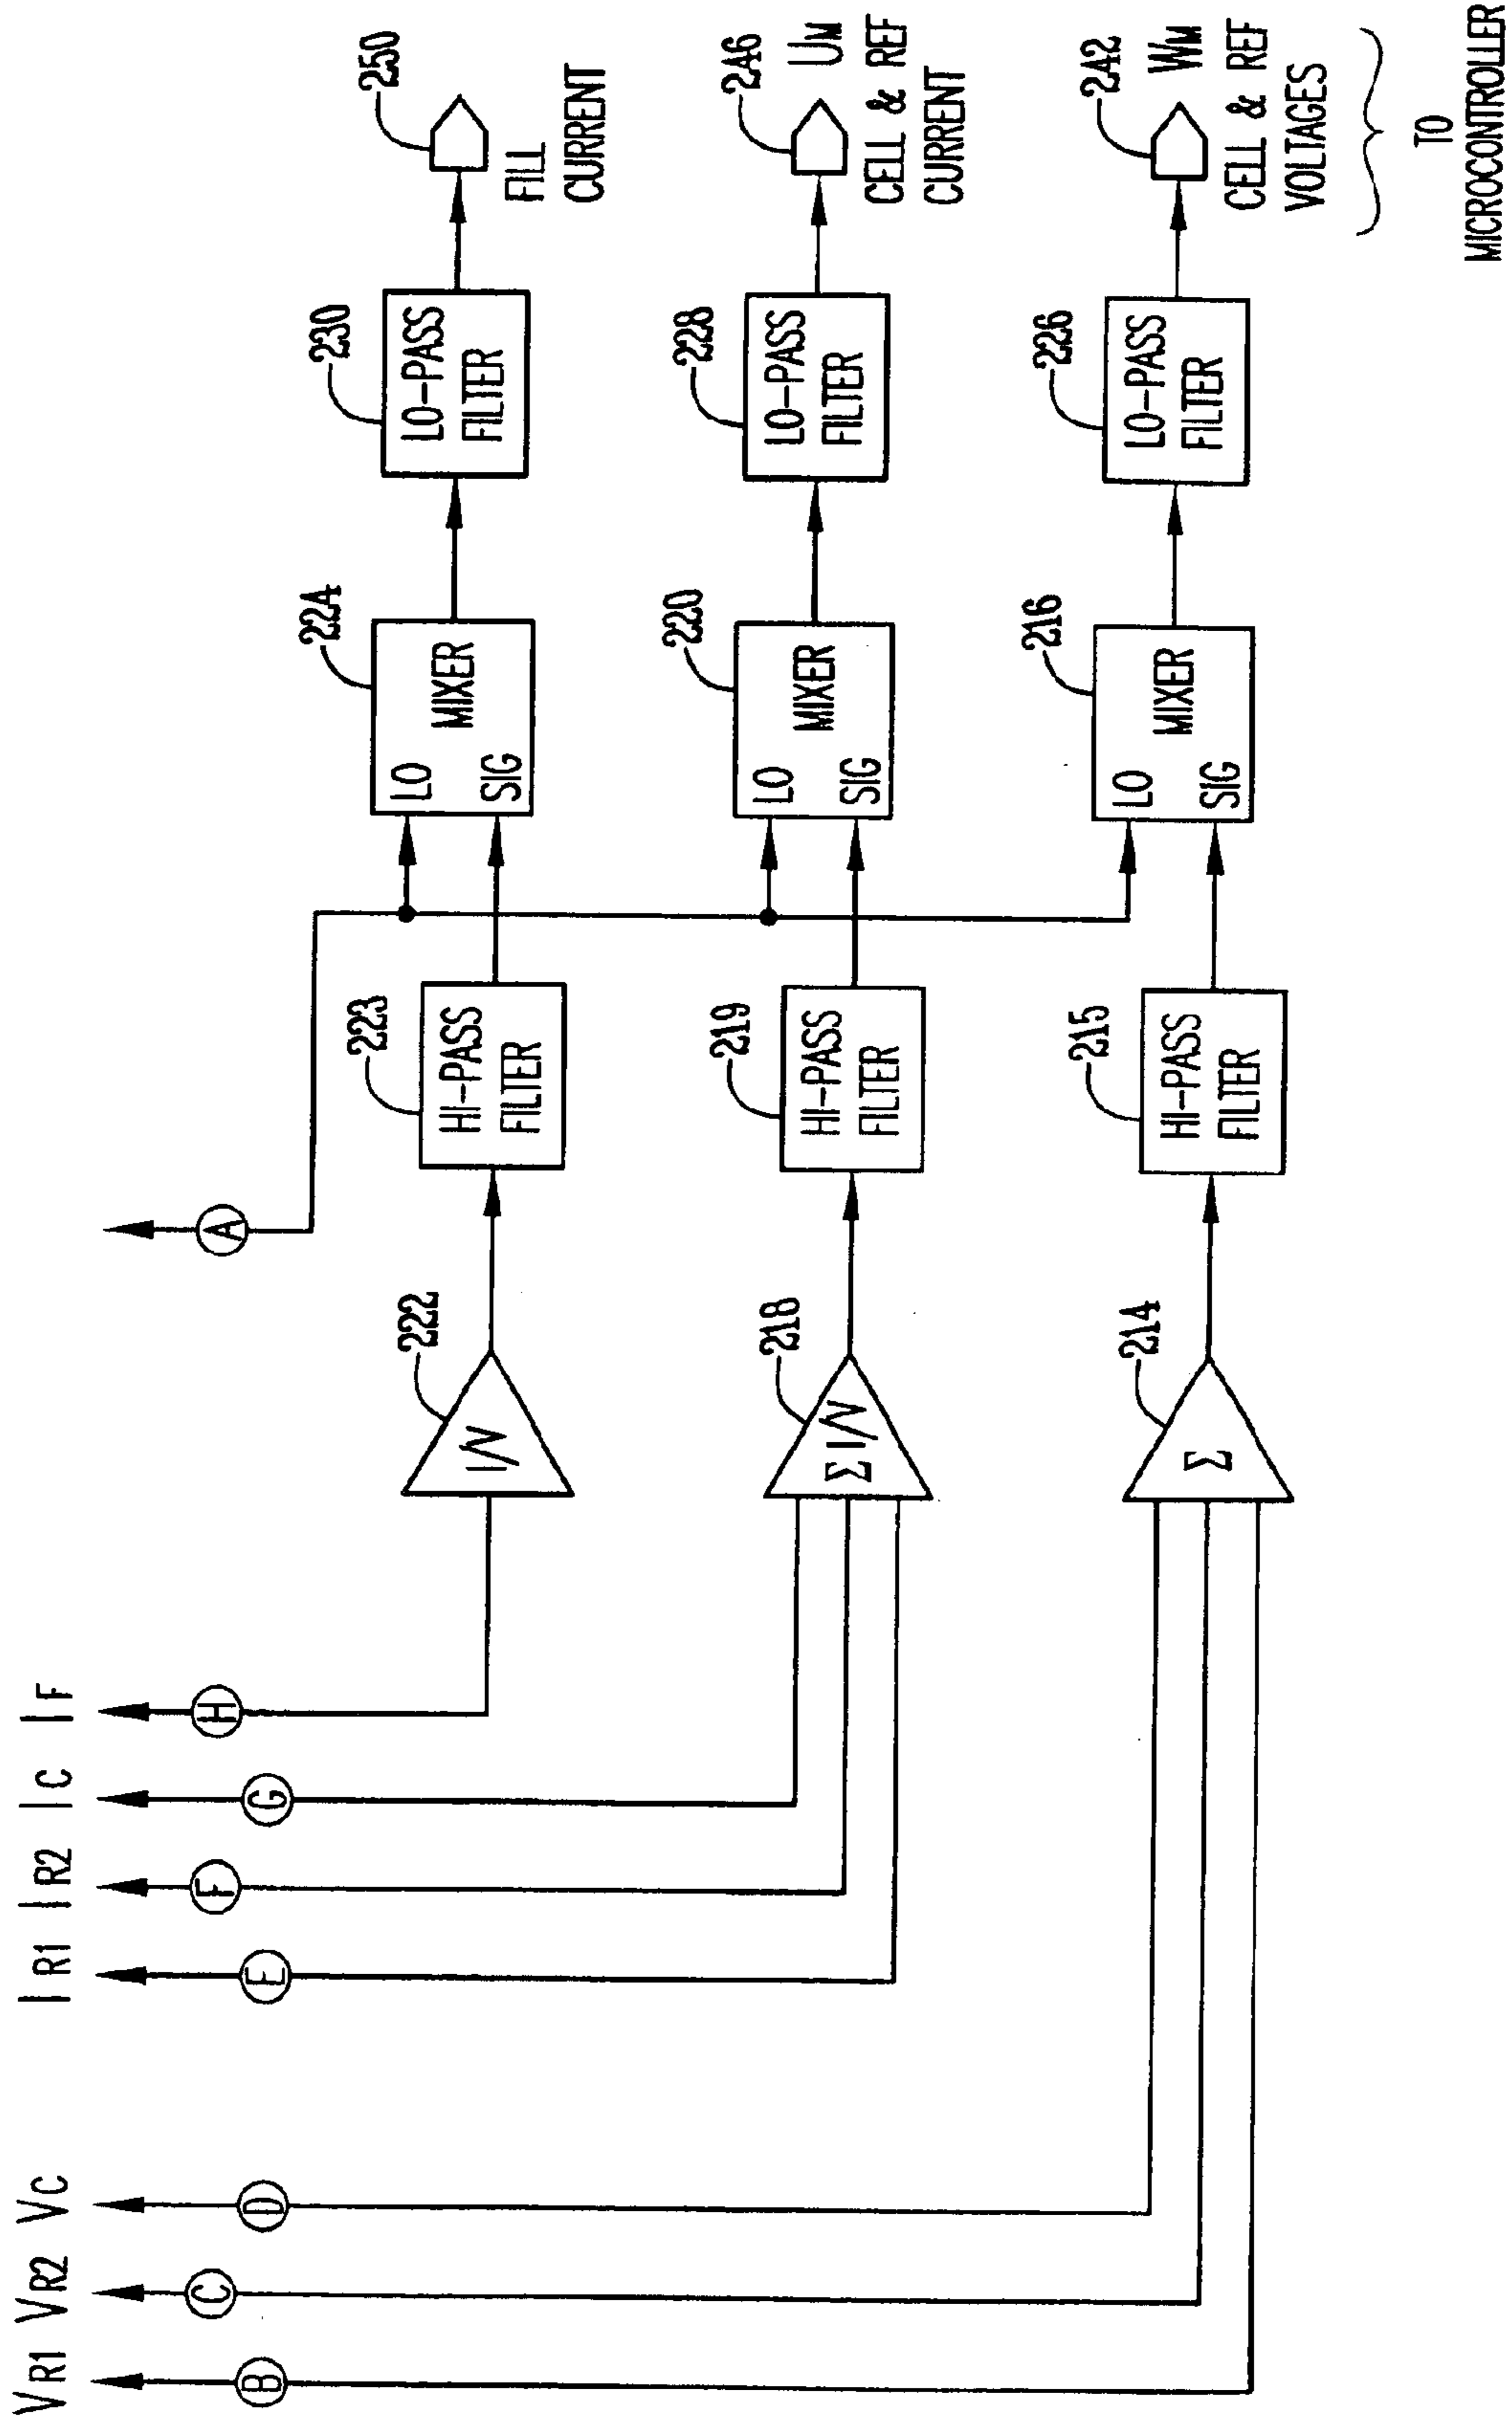 VR1 VR2 VC IR1 IR2 IC IF
B
C
D
E
F
G
H
A
222
I/V
223
HI-PASS
FILTER
224
LO
SIG
MIXER
230
LO-PASS
FILTER
250
FILL
CURRENT
218
Σ I/V
219
HI-PASS
FILTER
220
LO
SIG
MIXER
228
LO-PASS
FILTER
246
UM
CELL & REF
CURRENT
214
Σ
215
HI-PASS
FILTER
216
LO
SIG
MIXER
226
LO-PASS
FILTER
242
WM
CELL & REF
VOLTAGES
TO
MICROCONTROLLER